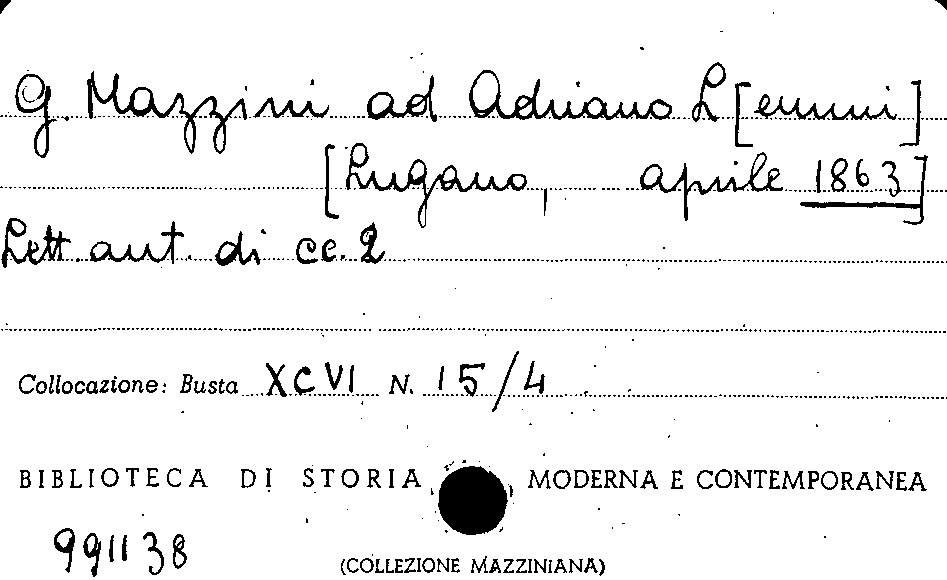 G. Mazzini ad Adriano L[emmi]
[Lugano, aprile 1863]
Lett. aut. di cc. 2
Collocazione: Busta XCVI N. 15/4
BIBLIOTECA DI STORIA MODERNA E CONTEMPORANEA
991138
(COLLEZIONE MAZZINIANA)